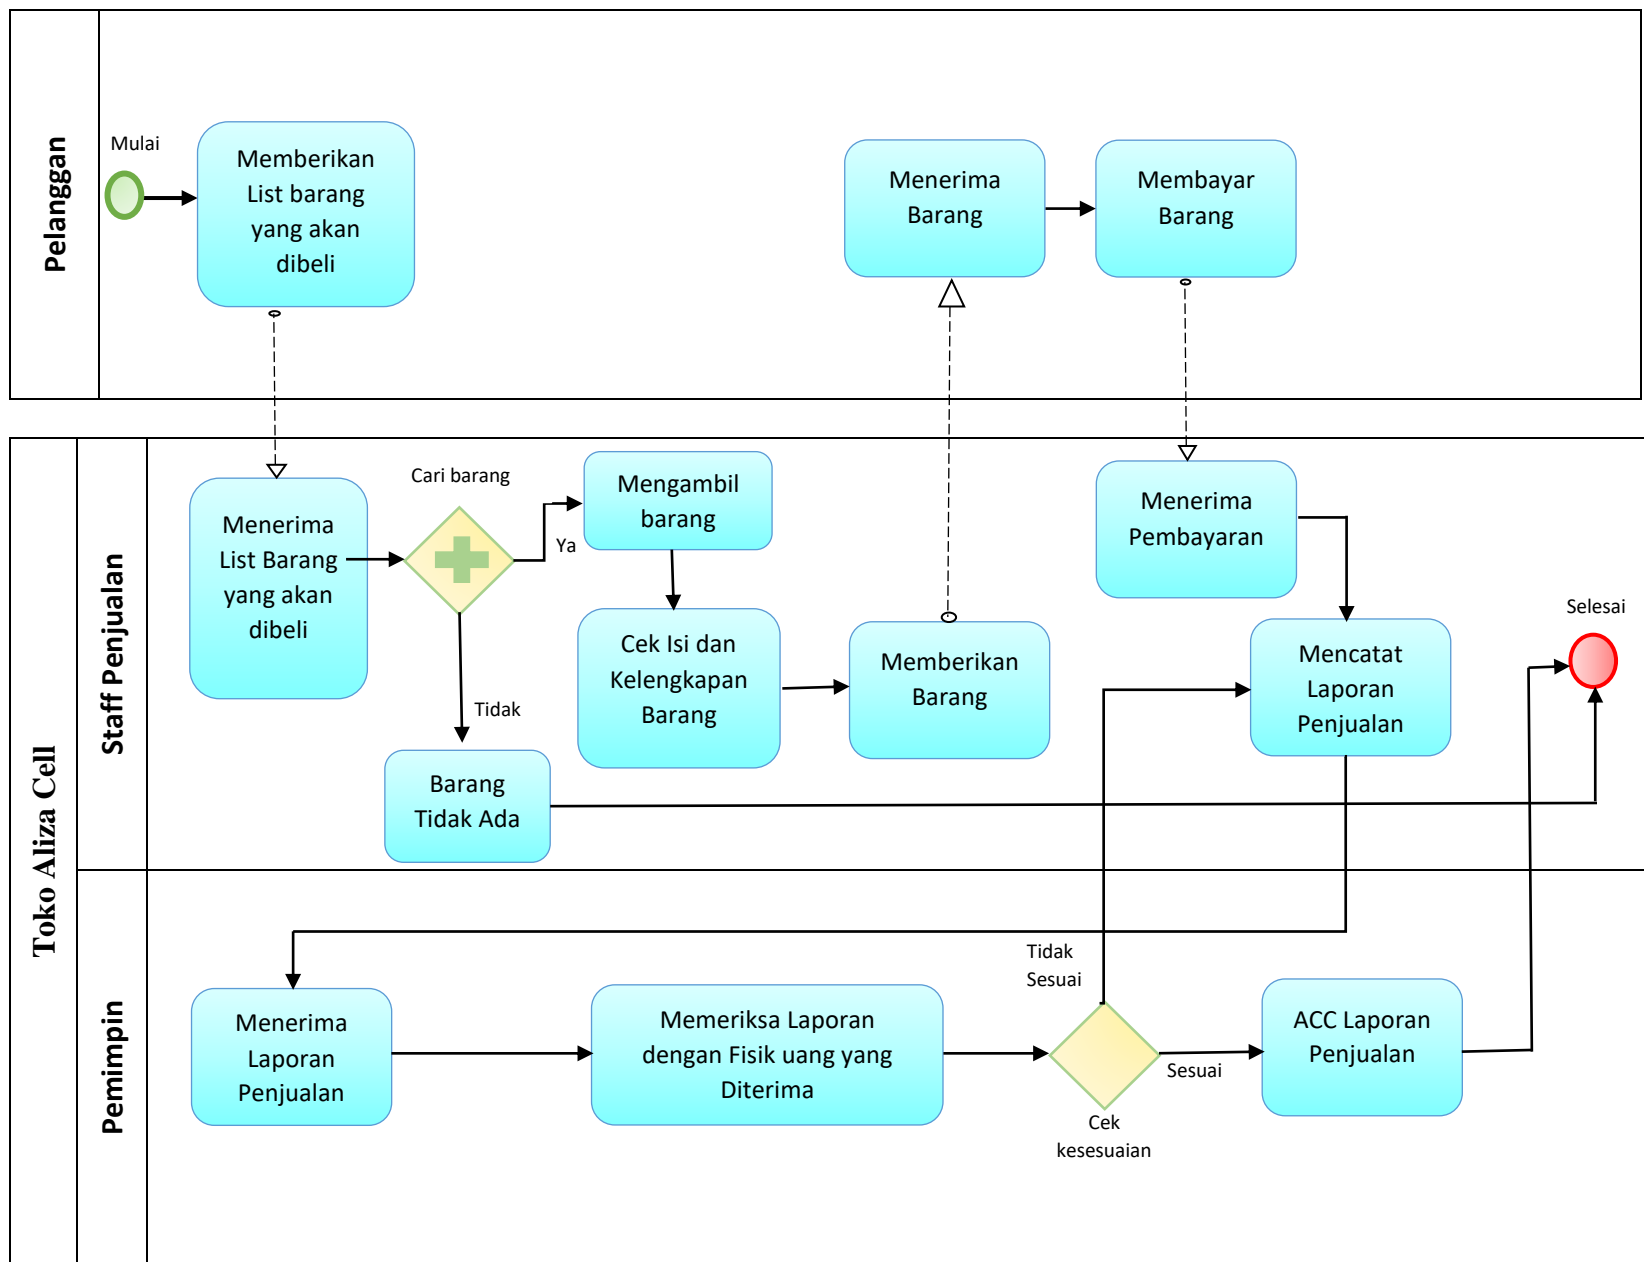 Pelanggan
Mulai
Memberikan
List barang
yang akan
dibeli
Menerima
Barang
Membayar
Barang
Toko Aliza Cell
Staff Penjualan
Menerima
List Barang
yang akan
dibeli
Cari barang
Ya
Tidak
Mengambil
barang
Cek Isi dan
Kelengkapan
Barang
Memberikan
Barang
Barang
Tidak Ada
Menerima
Pembayaran
Mencatat
Laporan
Penjualan
Selesai
Pemimpin
Menerima
Laporan
Penjualan
Memeriksa Laporan
dengan Fisik uang yang
Diterima
Tidak
Sesuai
Cek
kesesuaian
Sesuai
ACC Laporan
Penjualan